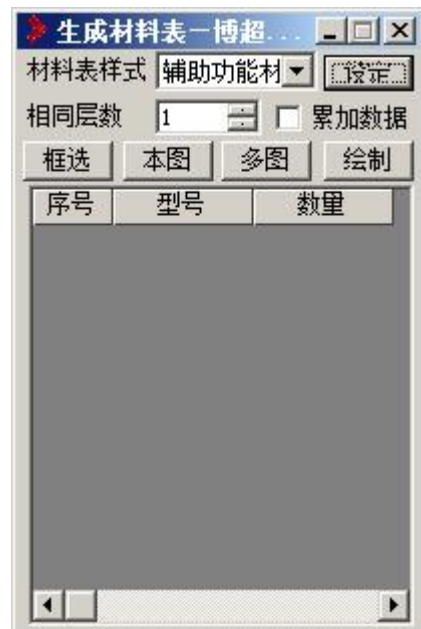 生成材料表－博超...
材料表样式 辅助功能材 设定
相同层数 1 累加数据
框选 本图 多图 绘制
序号 型号 数量